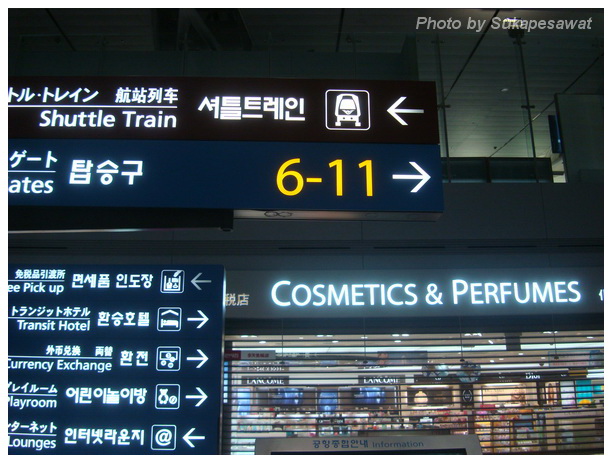 Photo by Sukapesawat
トル・トレイン 航站列车
Shuttle Train 셔틀트레인
ゲート
ates 탑승구 6-11
免税品引渡所
ee Pick up 면세품 인도장
トランジットホテル
Transit Hotel 환승호텔
外币兑换 両替
Currency Exchange 환전
プレイルーム
Playroom 어린이놀이방
ンターネット
Lounges 인터넷라운지 @
税店 COSMETICS & PERFUMES
LANCOME LANCOME Dior
공항종합안내 Information